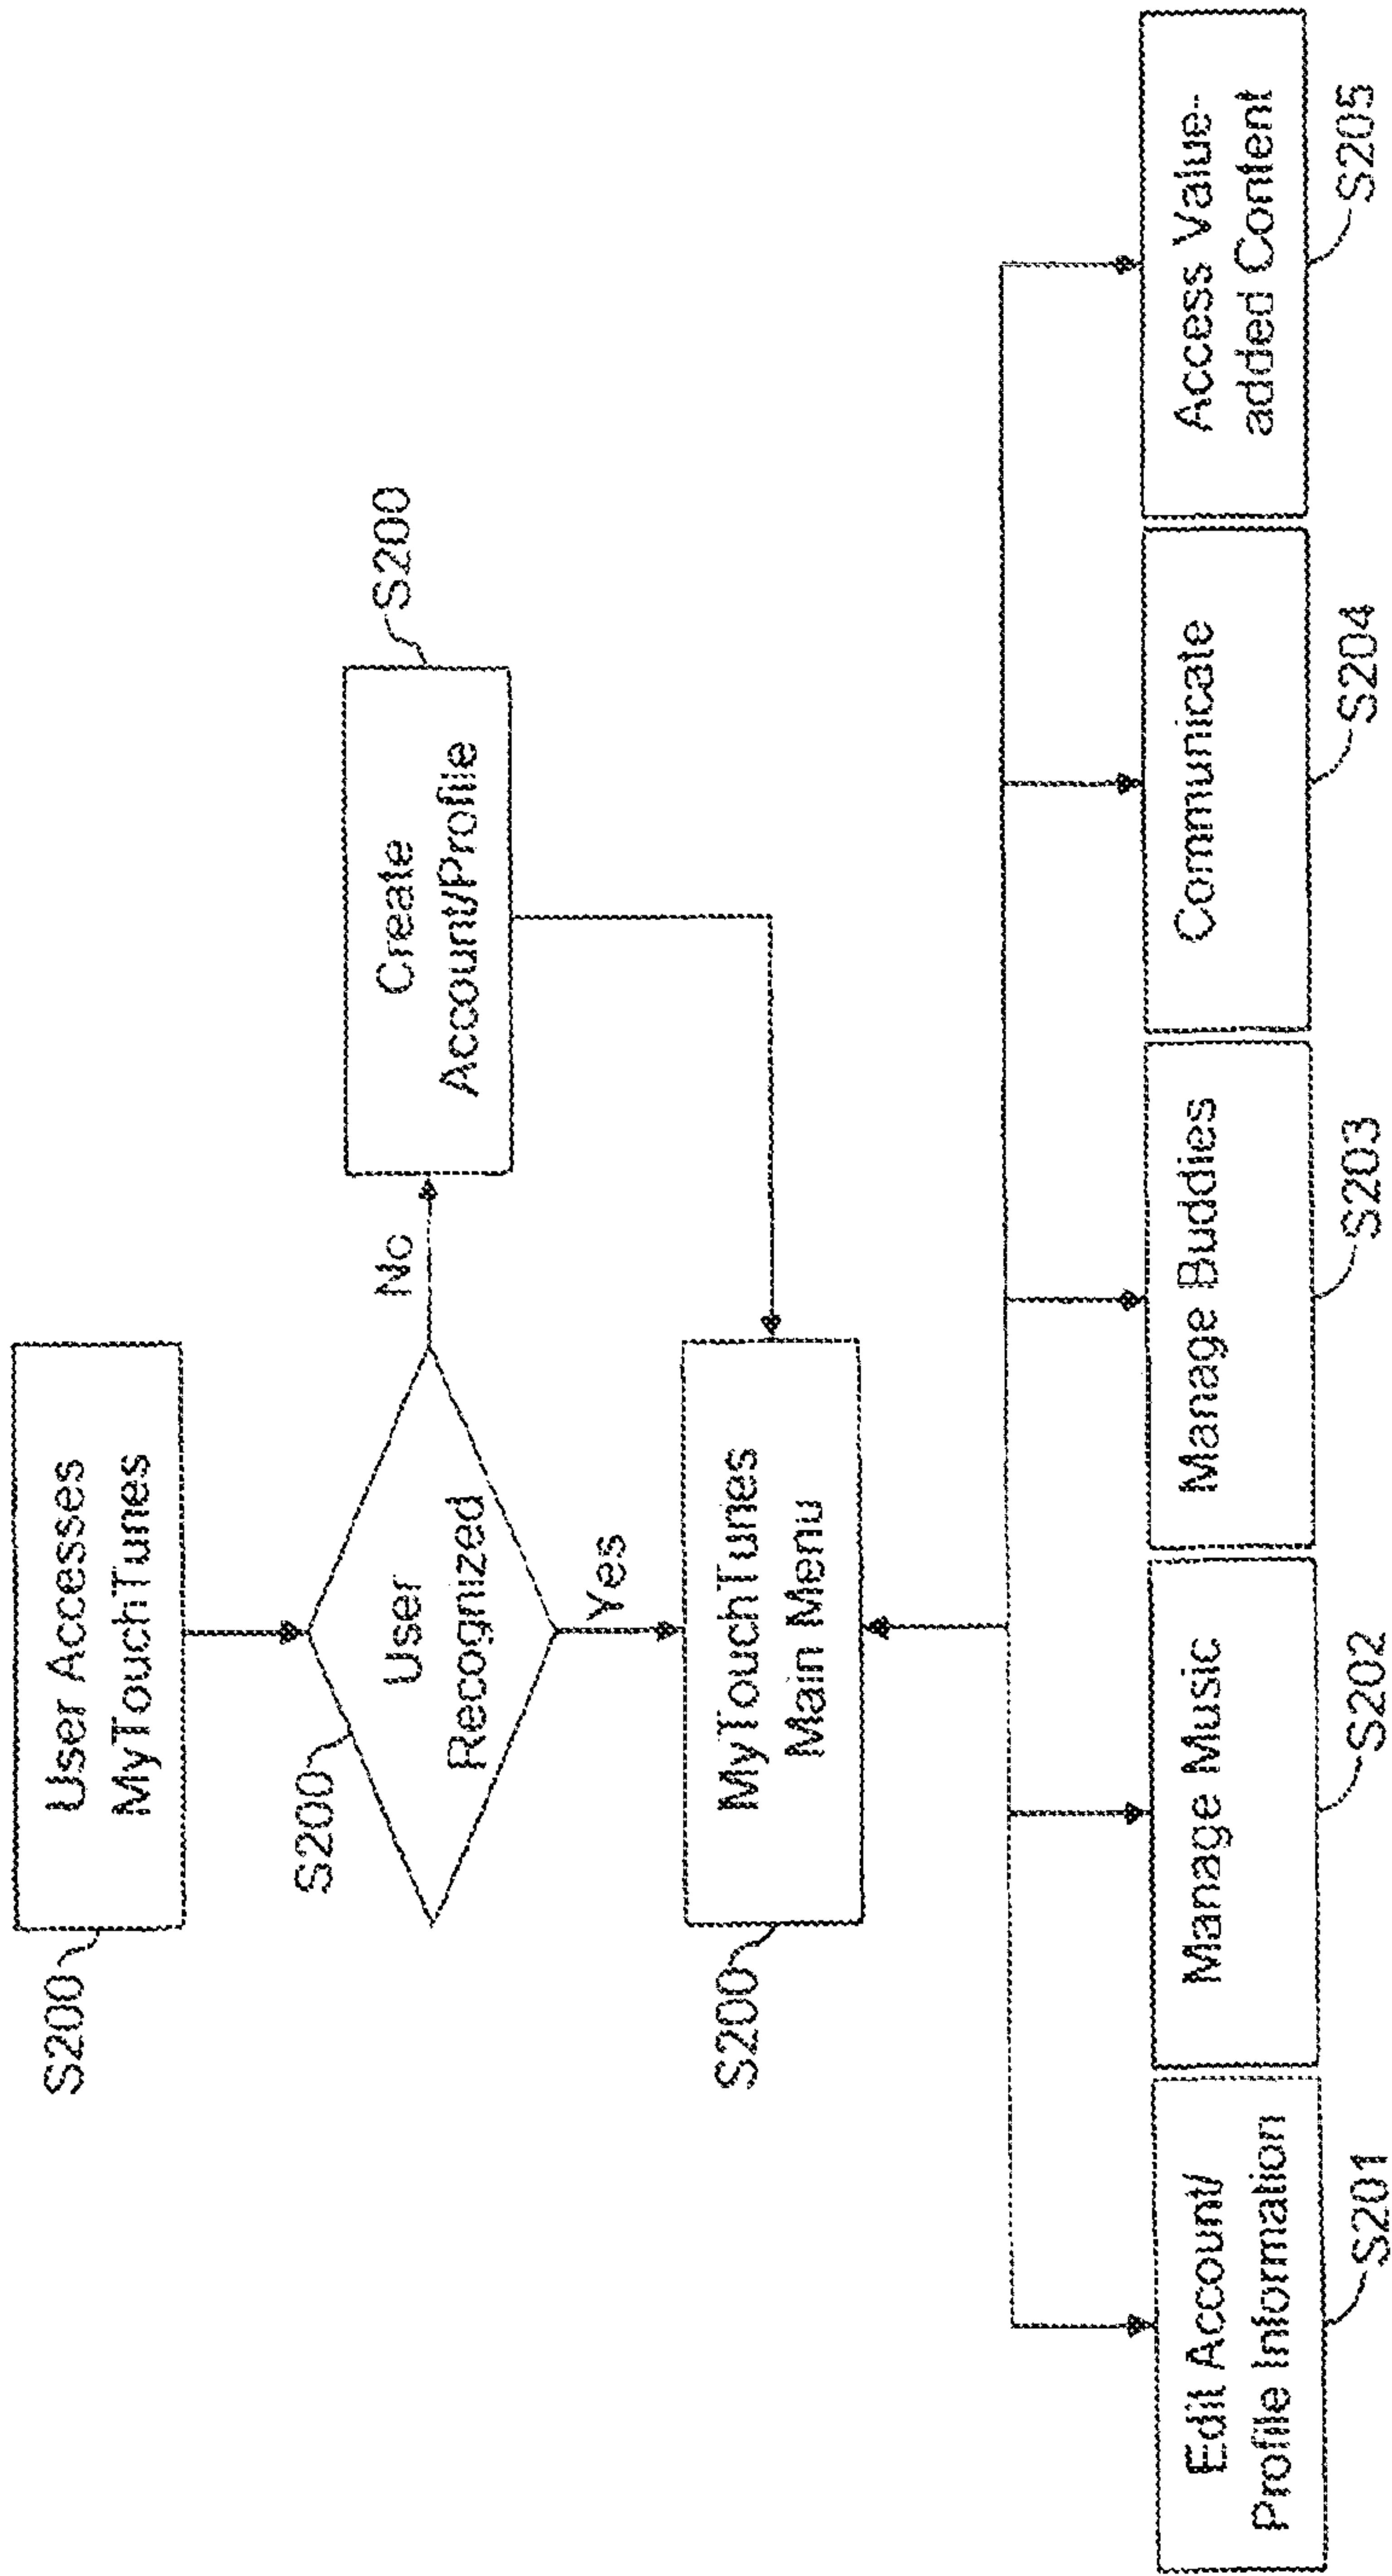 User Accesses
MyTouchTunes
S200
S200
User
Recognized
No
Create
Account/Profile
S200
Yes
MyTouchTunes
Main Menu
S200
Edit Account/
Profile Information
S201
Manage Music
S202
Manage Buddies
S203
Communicate
S204
Access Value-
added Content
S205